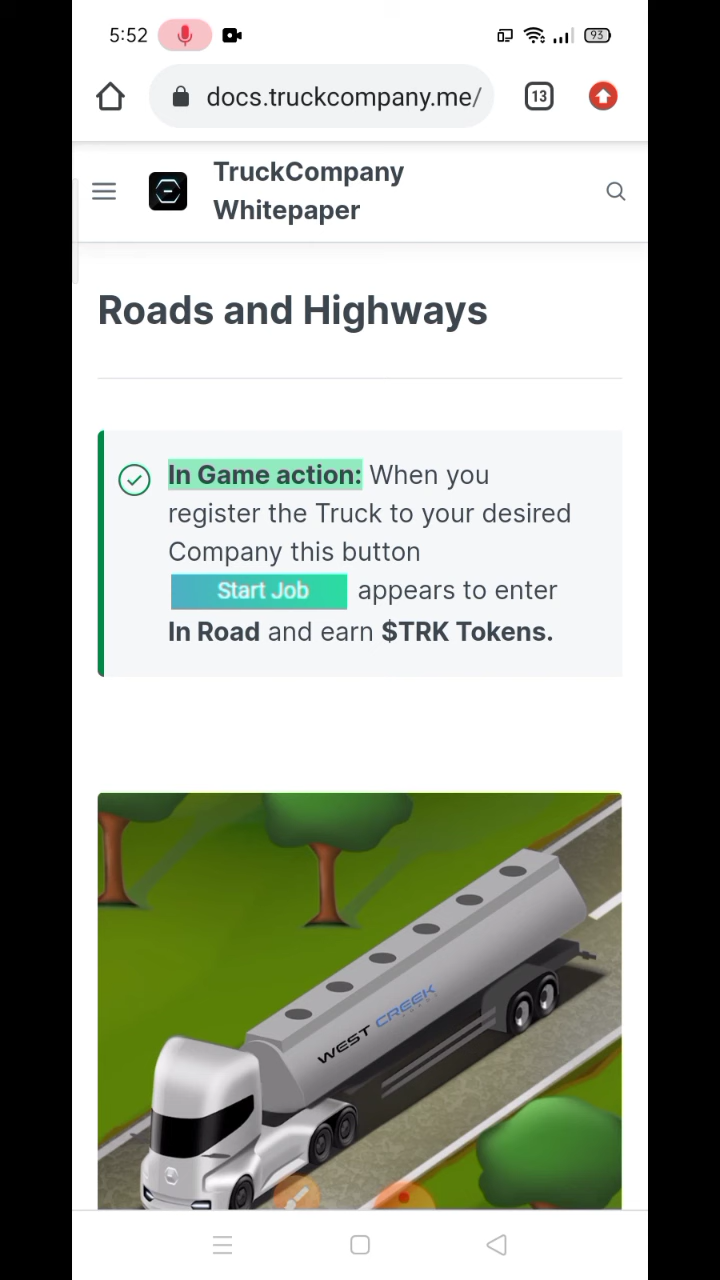 5:52
93
docs.truckcompany.me/
13
TruckCompany
Whitepaper
Roads and Highways
In Game action: When you
register the Truck to your desired
Company this button
Start Job appears to enter
In Road and earn $TRK Tokens.
WEST CREEK